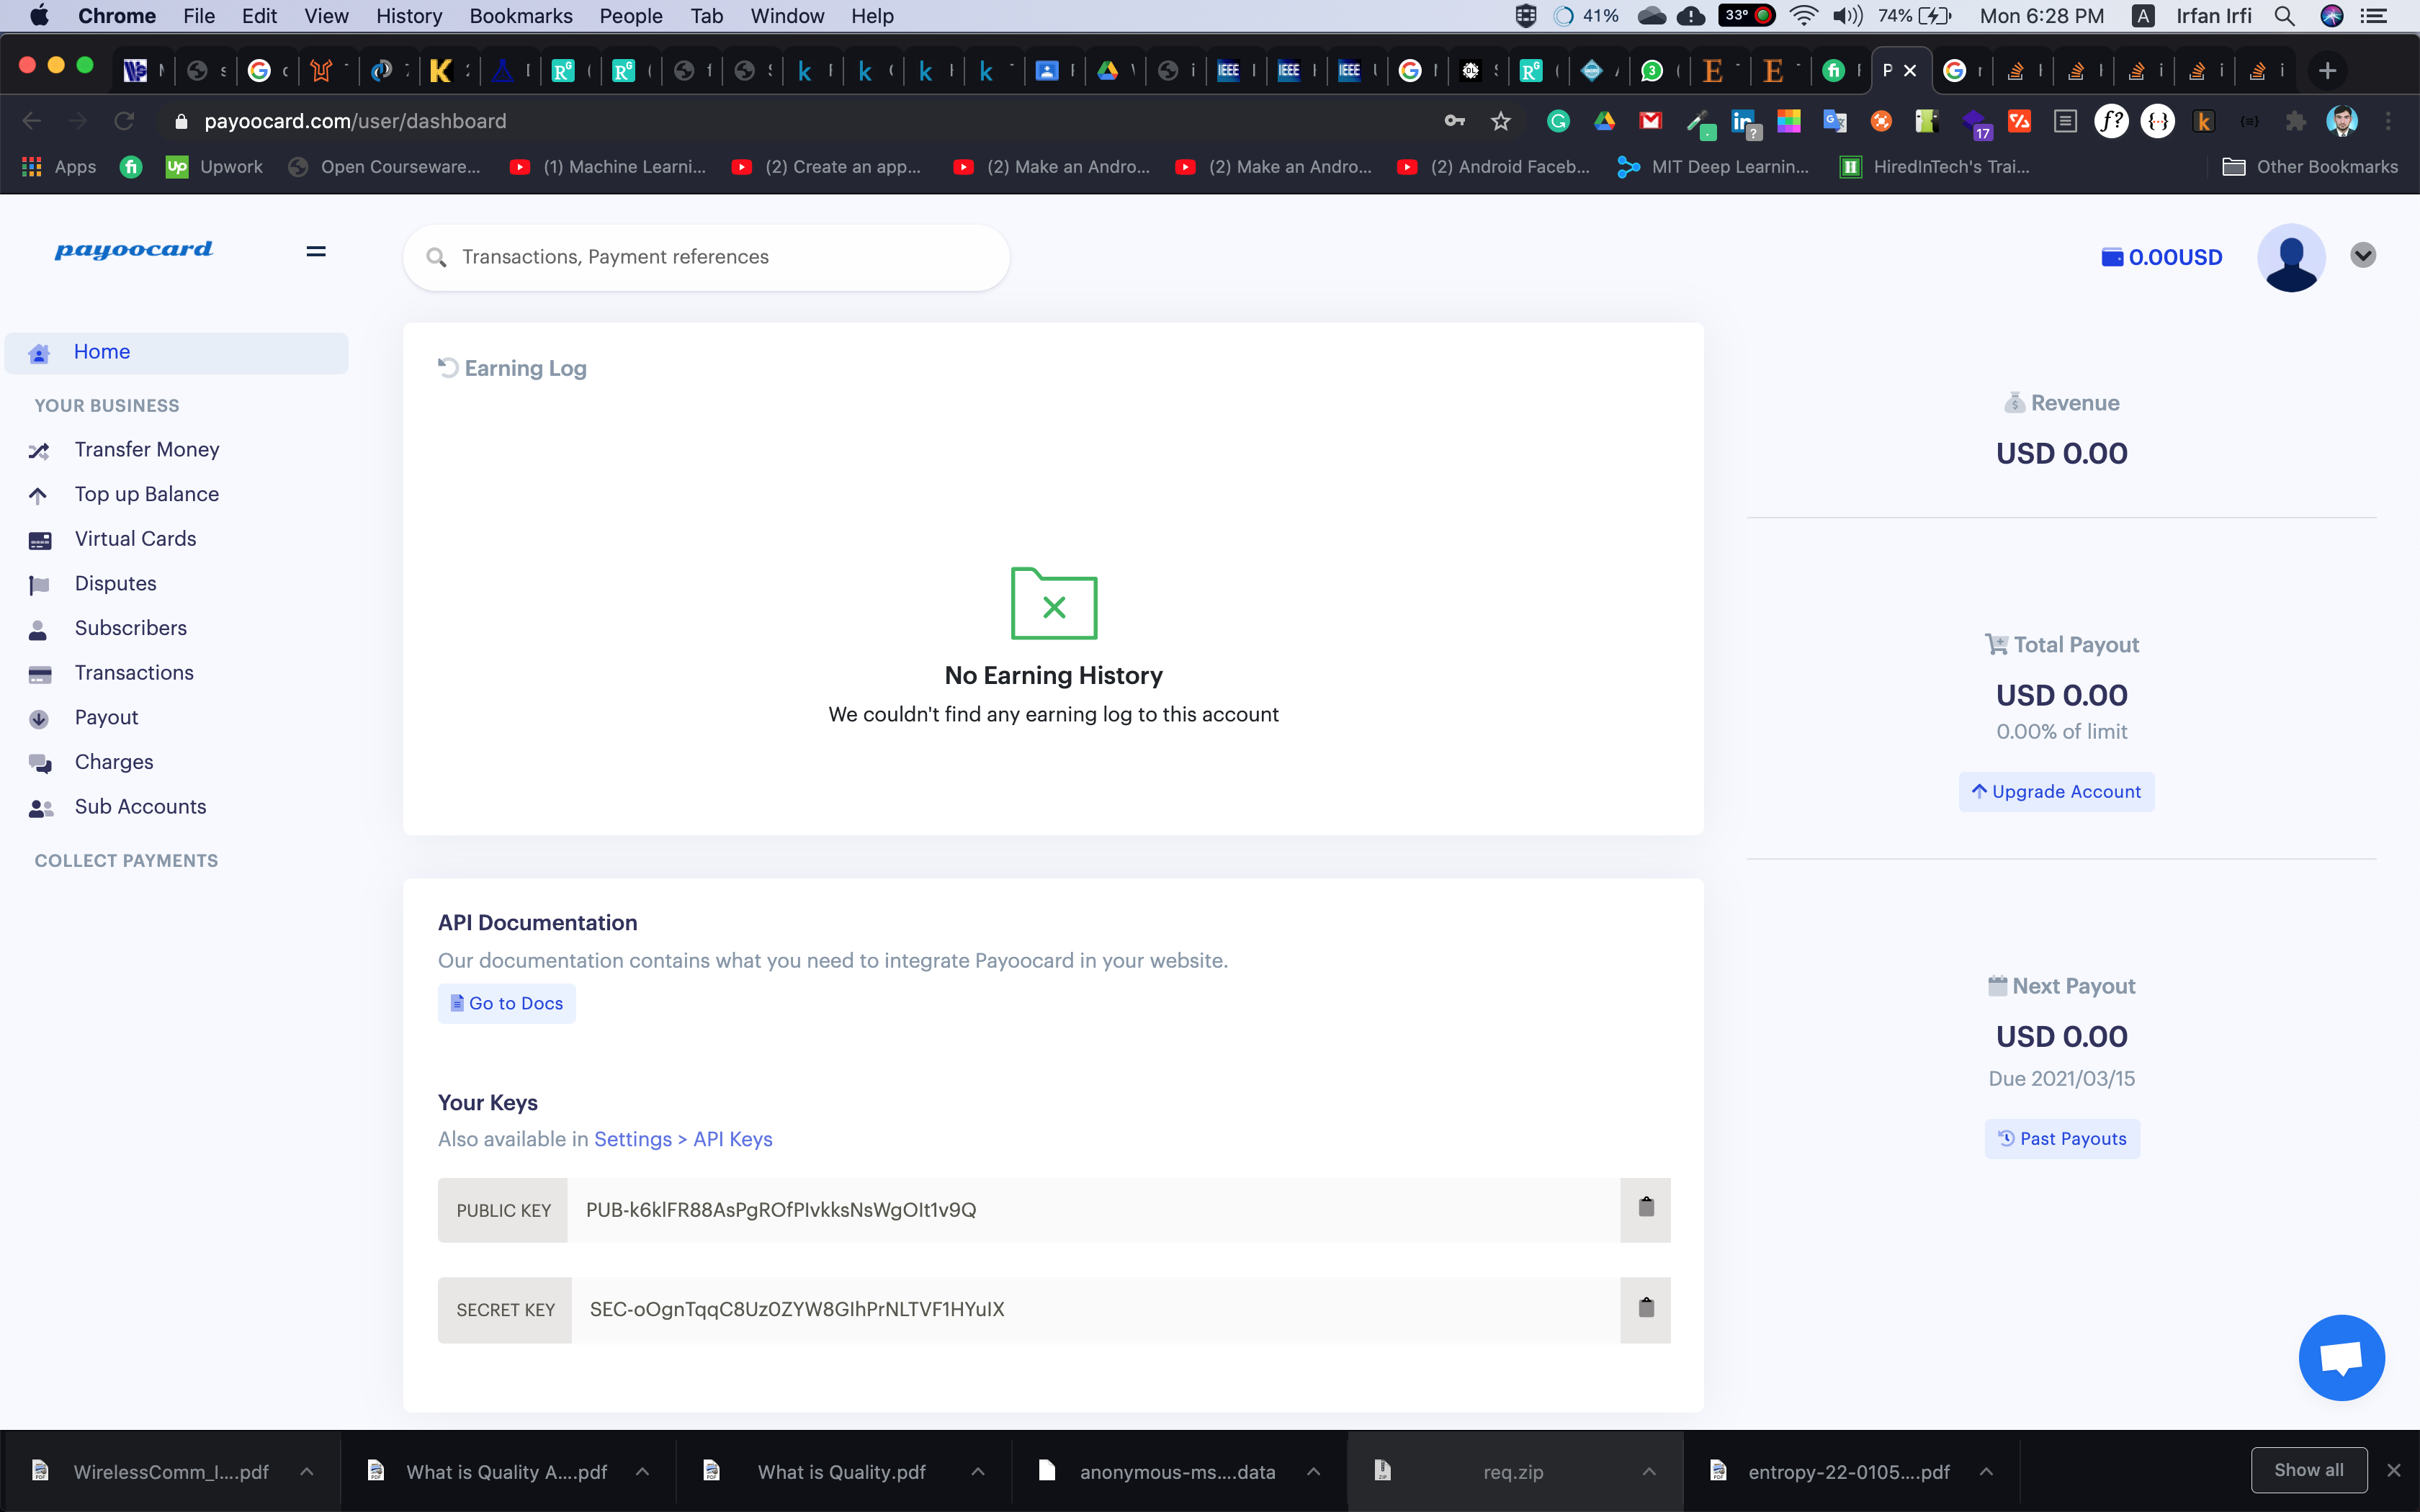 Chrome File Edit View History Bookmarks People Tab Window Help 41% 33° 74% Mon 6:28 PM A Irfan Irfi
payoocard.com/user/dashboard
Apps Upwork Open Courseware... (1) Machine Learni... (2) Create an app... (2) Make an Andro... (2) Make an Andro... (2) Android Faceb... MIT Deep Learnin... HiredInTech's Trai... Other Bookmarks
payoocard
Transactions, Payment references
0.00USD
Home
YOUR BUSINESS
Transfer Money
Top up Balance
Virtual Cards
Disputes
Subscribers
Transactions
Payout
Charges
Sub Accounts
COLLECT PAYMENTS
Earning Log
No Earning History
We couldn't find any earning log to this account
API Documentation
Our documentation contains what you need to integrate Payoocard in your website.
Go to Docs
Your Keys
Also available in Settings > API Keys
PUBLIC KEY PUB-k6klFR88AsPgROfPIvkksNsWgOIt1v9Q
SECRET KEY SEC-oOgnTqqC8Uz0ZYW8GIhPrNLTVF1HYuIX
Revenue
USD 0.00
Total Payout
USD 0.00
0.00% of limit
Upgrade Account
Next Payout
USD 0.00
Due 2021/03/15
Past Payouts
WirelessComm_I....pdf What is Quality A....pdf What is Quality.pdf anonymous-ms....data req.zip entropy-22-0105....pdf Show all